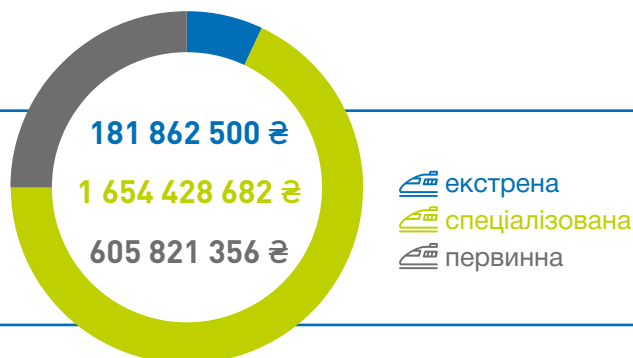 181 862 500 ₴
1 654 428 682 ₴
605 821 356 ₴
екстрена
спеціалізована
первинна